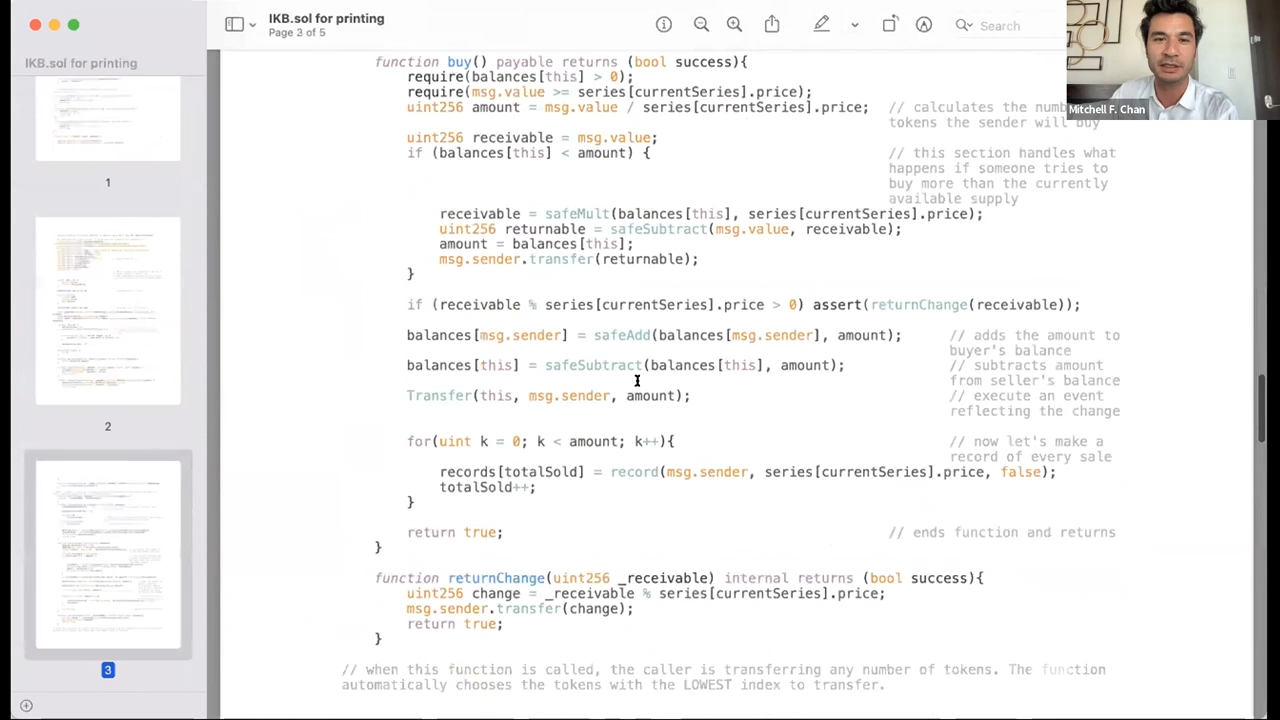 IKB.sol for printing
Page 3 of 5
Search
Mitchell F. Chan
IKB.sol for printing
1
2
3
function buy() payable returns (bool success){
require(balances[this] > 0);
require(msg.value >= series[currentSeries].price);
uint256 amount = msg.value / series[currentSeries].price; // calculates the num
tokens the sender will buy
uint256 receivable = msg.value;
if (balances[this] < amount) { // this section handles what
happens if someone tries to
buy more than the currently
available supply
receivable = safeMult(balances[this], series[currentSeries].price);
uint256 returnable = safeSubtract(msg.value, receivable);
amount = balances[this];
msg.sender.transfer(returnable);
}
if (receivable % series[currentSeries].price > 0) assert(returnChange(receivable));
balances[msg.sender] = safeAdd(balances[msg.sender], amount); // adds the amount to
buyer's balance
balances[this] = safeSubtract(balances[this], amount); // subtracts amount
from seller's balance
Transfer(this, msg.sender, amount); // execute an event
reflecting the change
for(uint k = 0; k < amount; k++){ // now let's make a
record of every sale
records[totalSold] = record(msg.sender, series[currentSeries].price, false);
totalSold++;
}
return true; // ends function and returns
}
function returnChange(uint256 _receivable) internal returns (bool success){
uint256 change = _receivable % series[currentSeries].price;
msg.sender.transfer(change);
return true;
}
// when this function is called, the caller is transferring any number of tokens. The function
automatically chooses the tokens with the LOWEST index to transfer.